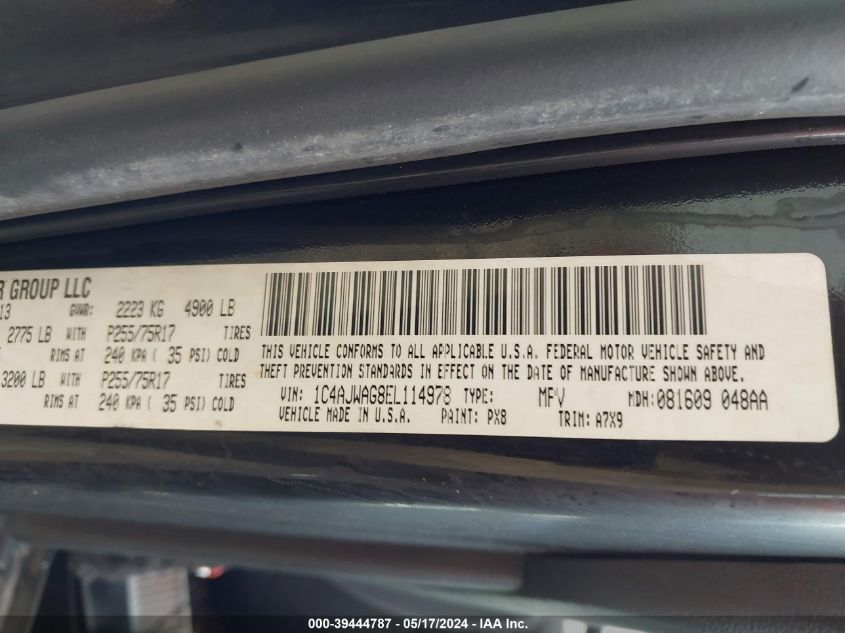 R GROUP LLC
13 GVWR: 2223 KG 4900 LB
2775 LB WITH P255/75R17 TIRES
RIMS AT 240 KPA ( 35 PSI) COLD
3200 LB WITH P255/75R17 TIRES
RIMS AT 240 KPA ( 35 PSI) COLD
THIS VEHICLE CONFORMS TO ALL APPLICABLE U.S.A. FEDERAL MOTOR VEHICLE SAFETY AND
THEFT PREVENTION STANDARDS IN EFFECT ON THE DATE OF MANUFACTURE SHOWN ABOVE.
VIN: 1C4AJWAG8EL114978 TYPE: MPV MDH: 081609 048AA
VEHICLE MADE IN U.S.A. PAINT: PX8 TRIM: A7X9
000-39444787 - 05/17/2024 - IAA Inc.